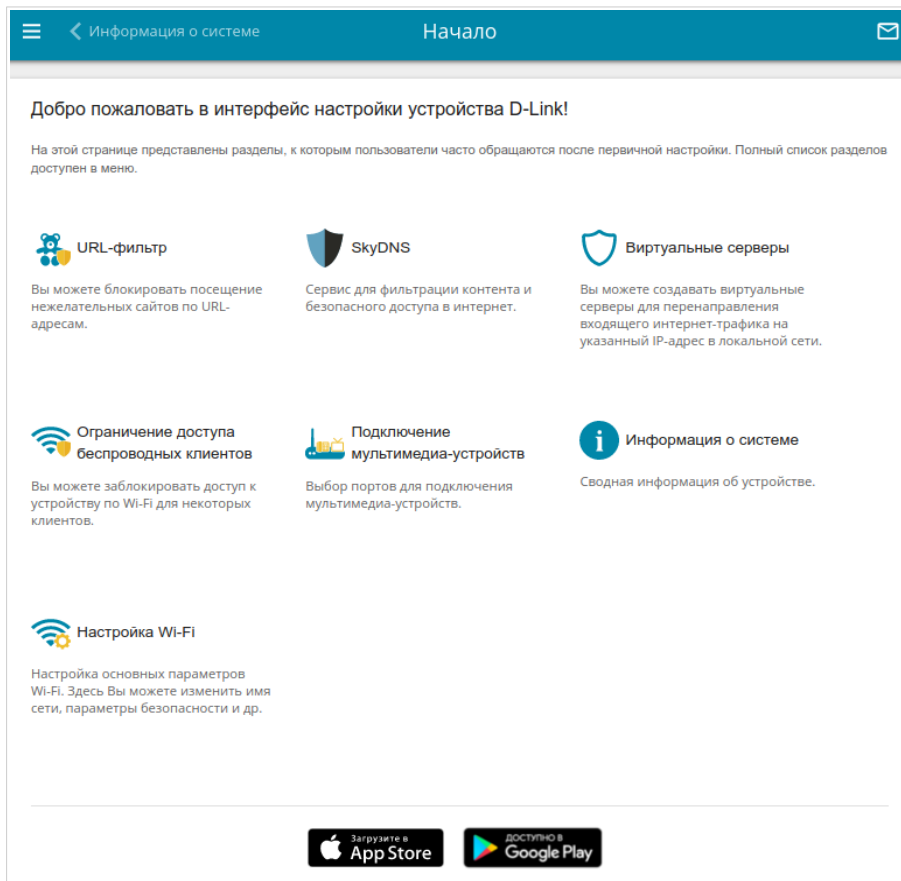 Информация о системе
Начало
Добро пожаловать в интерфейс настройки устройства D-Link!
На этой странице представлены разделы, к которым пользователи часто обращаются после первичной настройки. Полный список разделов
доступен в меню.
URL-фильтр
Вы можете блокировать посещение
нежелательных сайтов по URL-
адресам.
SkyDNS
Сервис для фильтрации контента и
безопасного доступа в интернет.
Виртуальные серверы
Вы можете создавать виртуальные
серверы для перенаправления
входящего интернет-трафика на
указанный IP-адрес в локальной сети.
Ограничение доступа
беспроводных клиентов
Вы можете заблокировать доступ к
устройству по Wi-Fi для некоторых
клиентов.
Подключение
мультимедиа-устройств
Выбор портов для подключения
мультимедиа-устройств.
i
Информация о системе
Сводная информация об устройстве.
Настройка Wi-Fi
Настройка основных параметров
Wi-Fi. Здесь Вы можете изменить имя
сети, параметры безопасности и др.
Загрузите в
App Store
ДОСТУПНО В
Google Play